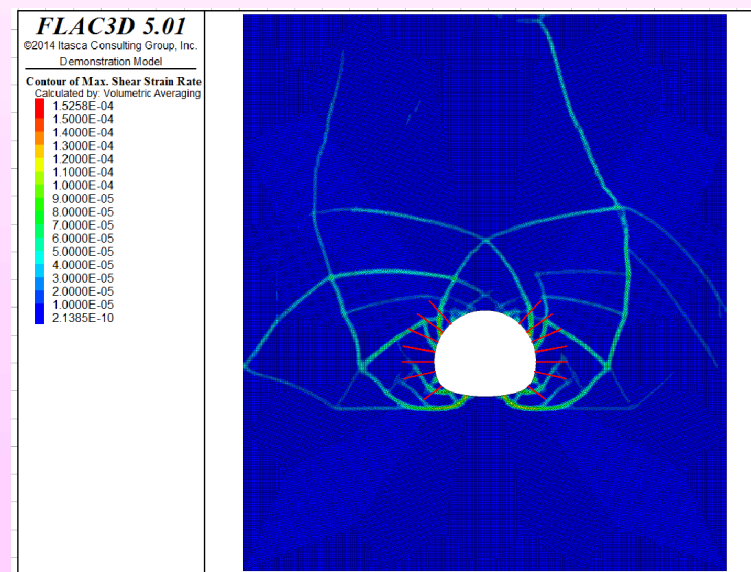 FLAC3D 5.01
©2014 Itasca Consulting Group, Inc.
Demonstration Model
Contour of Max. Shear Strain Rate
Calculated by: Volumetric Averaging
1.5258E-04
1.5000E-04
1.4000E-04
1.3000E-04
1.2000E-04
1.1000E-04
1.0000E-04
9.0000E-05
8.0000E-05
7.0000E-05
6.0000E-05
5.0000E-05
4.0000E-05
3.0000E-05
2.0000E-05
1.0000E-05
2.1385E-10